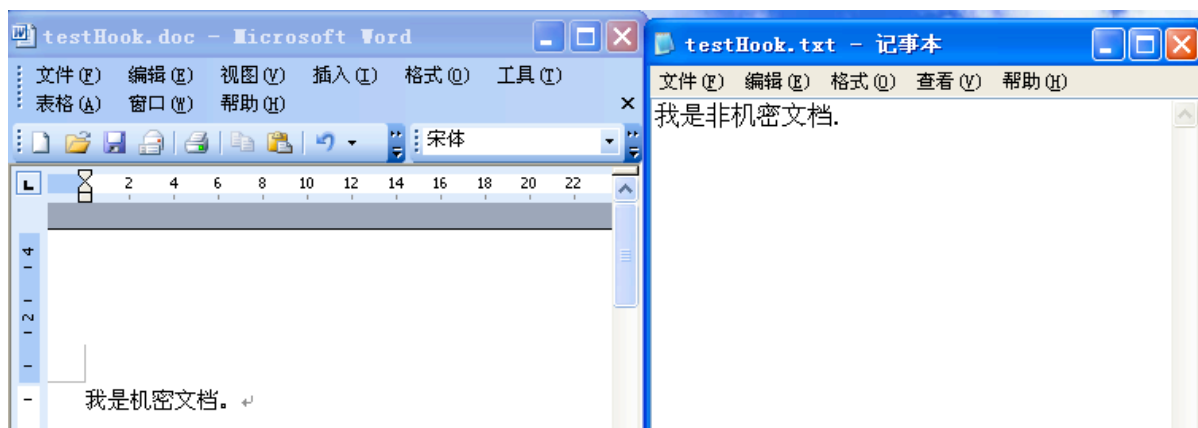 testHook.doc - Microsoft Word
文件(F) 编辑(E) 视图(V) 插入(I) 格式(O) 工具(T)
表格(A) 窗口(W) 帮助(H)
宋体
2 4 6 8 10 12 14 16 18 20 22
4
2
我是机密文档。
testHook.txt - 记事本
文件(F) 编辑(E) 格式(O) 查看(V) 帮助(H)
我是非机密文档.